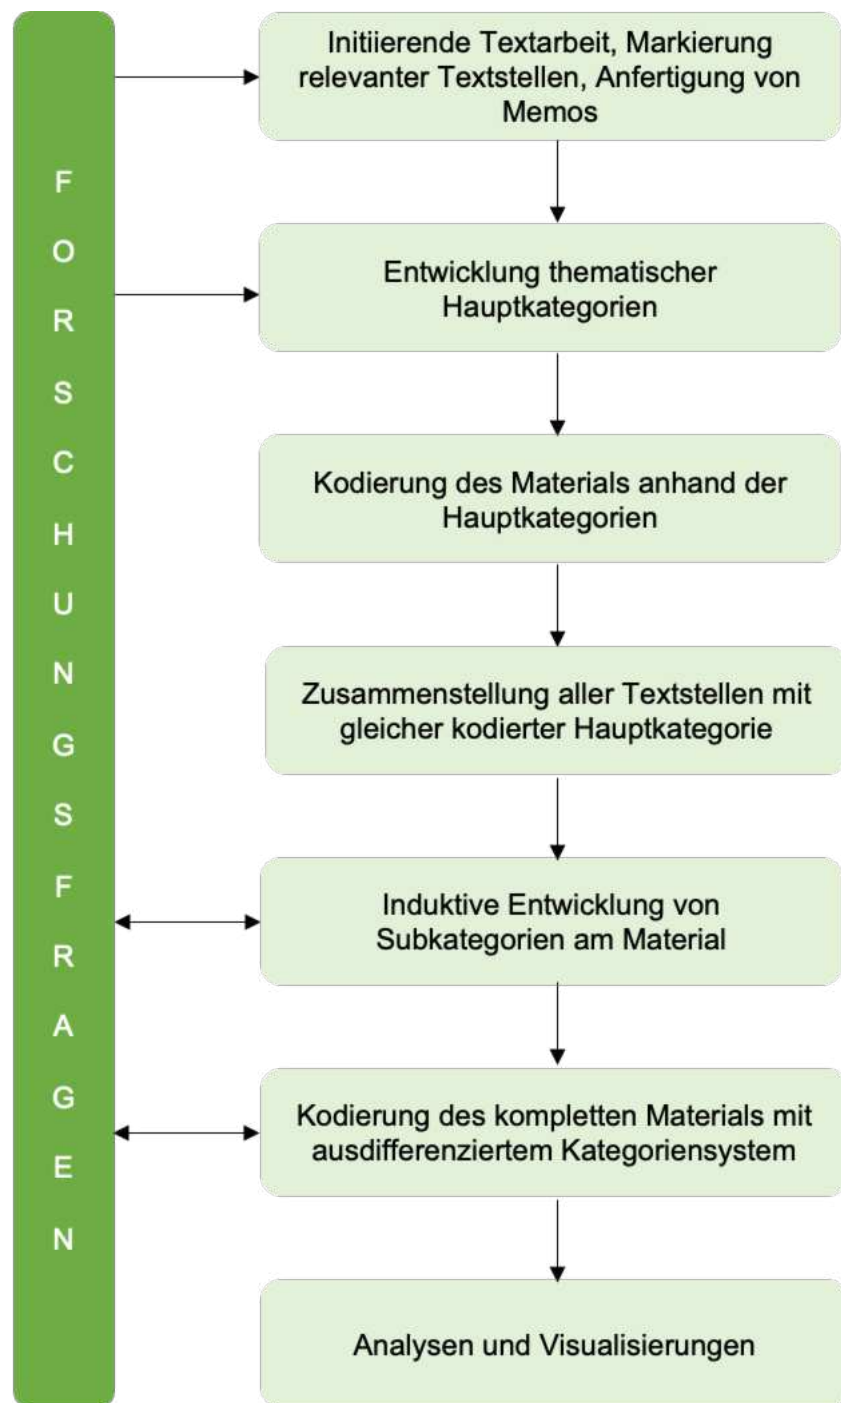 FORSCHUNGSFRAGEN
Initiierende Textarbeit, Markierung
relevanter Textstellen, Anfertigung von
Memos
Entwicklung thematischer
Hauptkategorien
Kodierung des Materials anhand der
Hauptkategorien
Zusammenstellung aller Textstellen mit
gleicher kodierter Hauptkategorie
Induktive Entwicklung von
Subkategorien am Material
Kodierung des kompletten Materials mit
ausdifferenziertem Kategoriensystem
Analysen und Visualisierungen